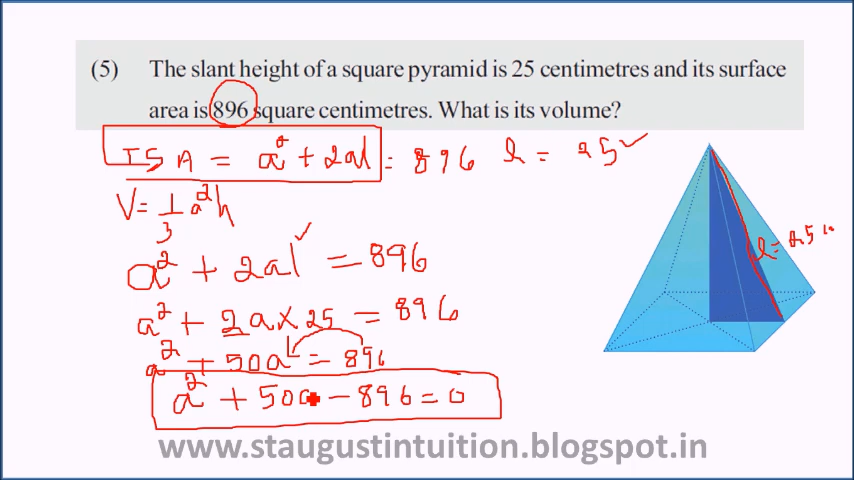 (5) The slant height of a square pyramid is 25 centimetres and its surface
area is 896 square centimetres. What is its volume?
TSA = a² + 2al = 896 l = 25 ✓
V = 1/3 a²h
a² + 2al ✓ = 896
a² + 2a × 25 = 896
l = 25
a² + 50a = 896
a² + 50a - 896 = 0
www.staugustintuition.blogspot.in